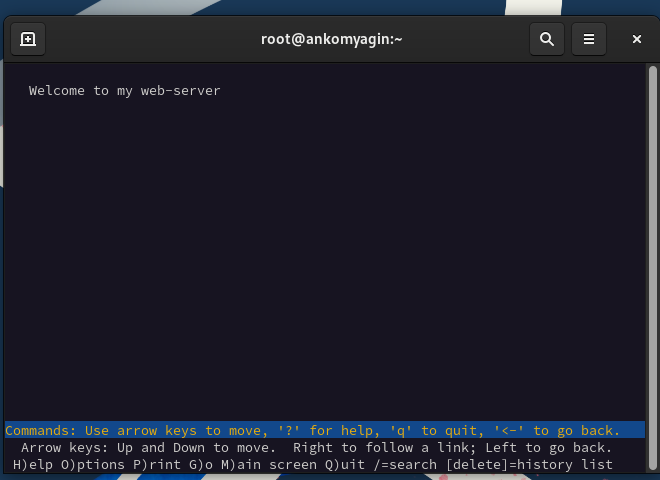 root@ankomyagin:~
Welcome to my web-server
Commands: Use arrow keys to move, '?' for help, 'q' to quit, '<-' to go back.
Arrow keys: Up and Down to move.  Right to follow a link; Left to go back.
H)elp O)ptions P)rint G)o M)ain screen Q)uit /=search [delete]=history list